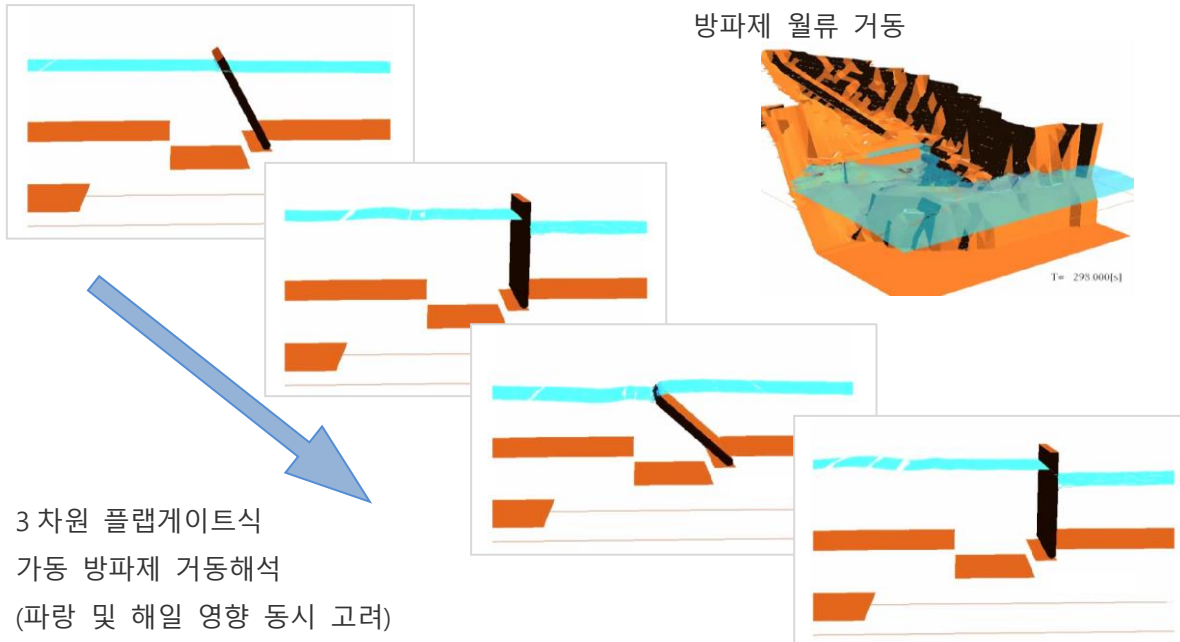 방파제 월류 거동
T= 298.000[s]
3차원 플랩게이트식
가동 방파제 거동해석
(파랑 및 해일 영향 동시 고려)